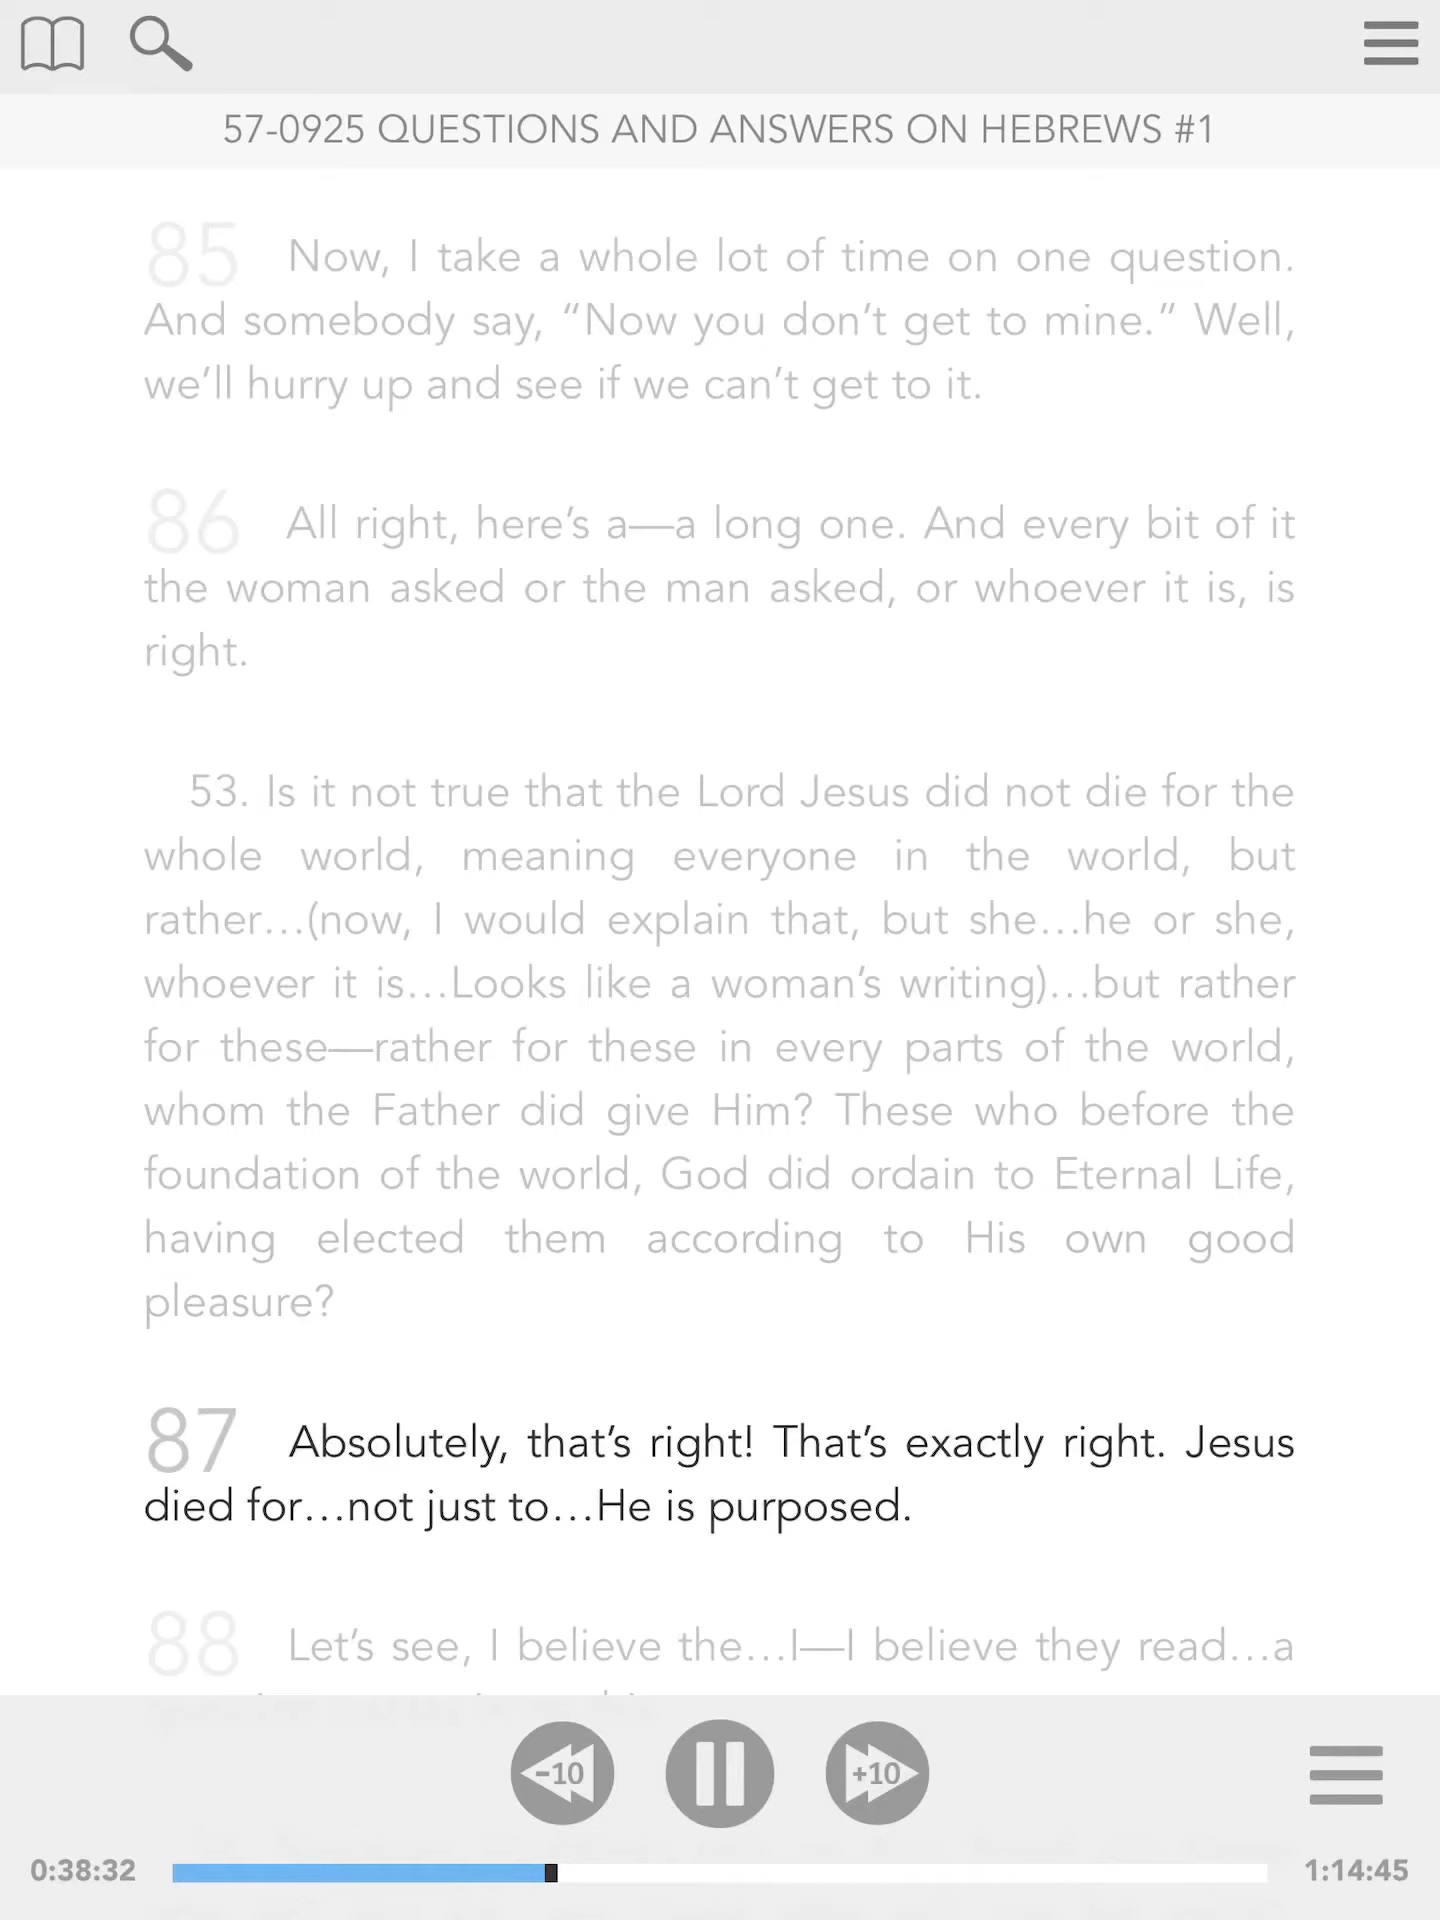 57-0925 QUESTIONS AND ANSWERS ON HEBREWS #1
85 Now, I take a whole lot of time on one question.
And somebody say, “Now you don’t get to mine.” Well,
we’ll hurry up and see if we can’t get to it.
86 All right, here’s a—a long one. And every bit of it
the woman asked or the man asked, or whoever it is, is
right.
53. Is it not true that the Lord Jesus did not die for the
whole world, meaning everyone in the world, but
rather…(now, I would explain that, but she…he or she,
whoever it is…Looks like a woman’s writing)…but rather
for these—rather for these in every parts of the world,
whom the Father did give Him? These who before the
foundation of the world, God did ordain to Eternal Life,
having elected them according to His own good
pleasure?
87 Absolutely, that’s right! That’s exactly right. Jesus
died for…not just to…He is purposed.
88 Let’s see, I believe the…I—I believe they read…a
-10 +10
0:38:32 1:14:45